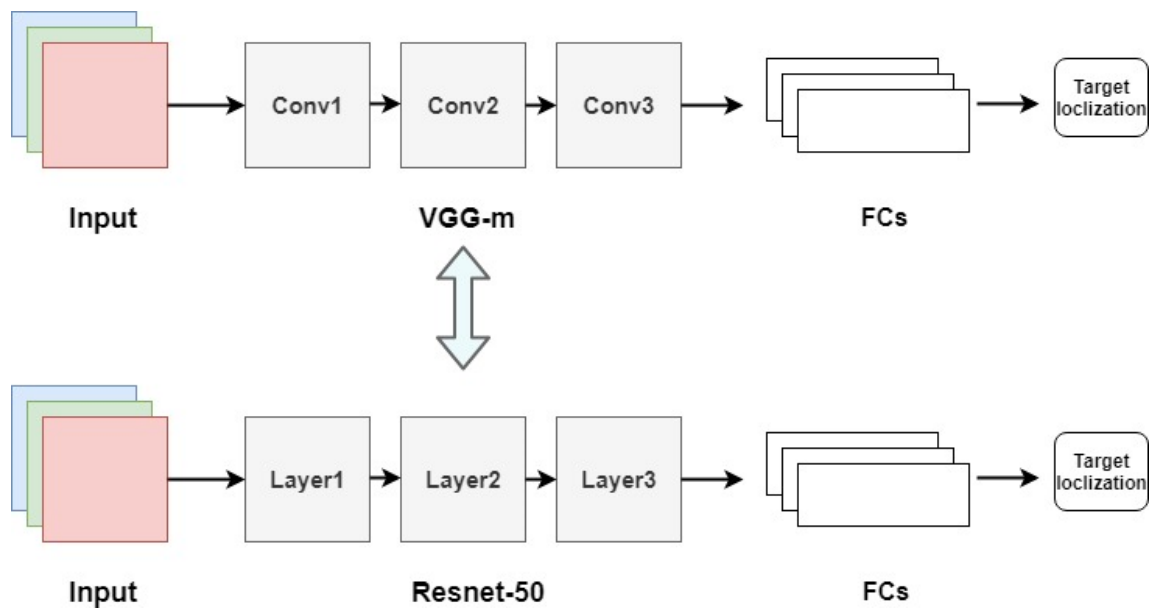 Conv1
Conv2
Conv3
Target
loclization
Input
VGG-m
FCs
Layer1
Layer2
Layer3
Target
loclization
Input
Resnet-50
FCs